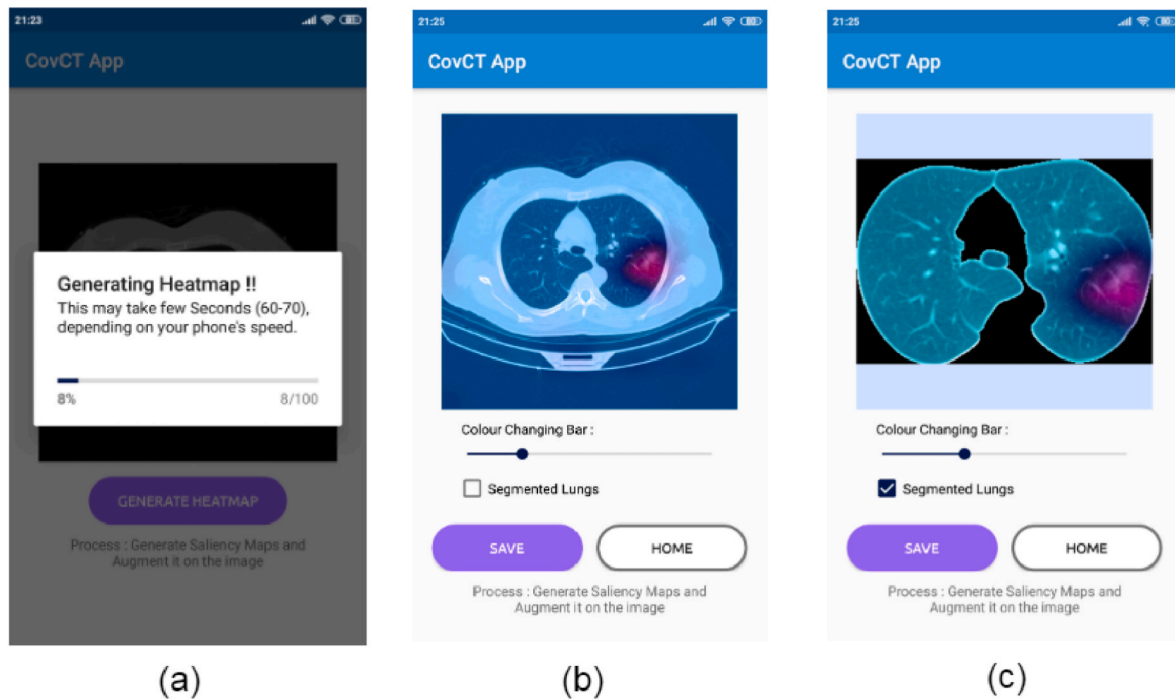 21:23
CovCT App
Generating Heatmap !!
This may take few Seconds (60-70),
depending on your phone's speed.
8%
8/100
GENERATE HEATMAP
Process : Generate Saliency Maps and
Augment it on the image
(a)
21:25
CovCT App
Colour Changing Bar :
Segmented Lungs
SAVE
HOME
Process : Generate Saliency Maps and
Augment it on the image
(b)
21:25
CovCT App
Colour Changing Bar :
Segmented Lungs
SAVE
HOME
Process : Generate Saliency Maps and
Augment it on the image
(c)